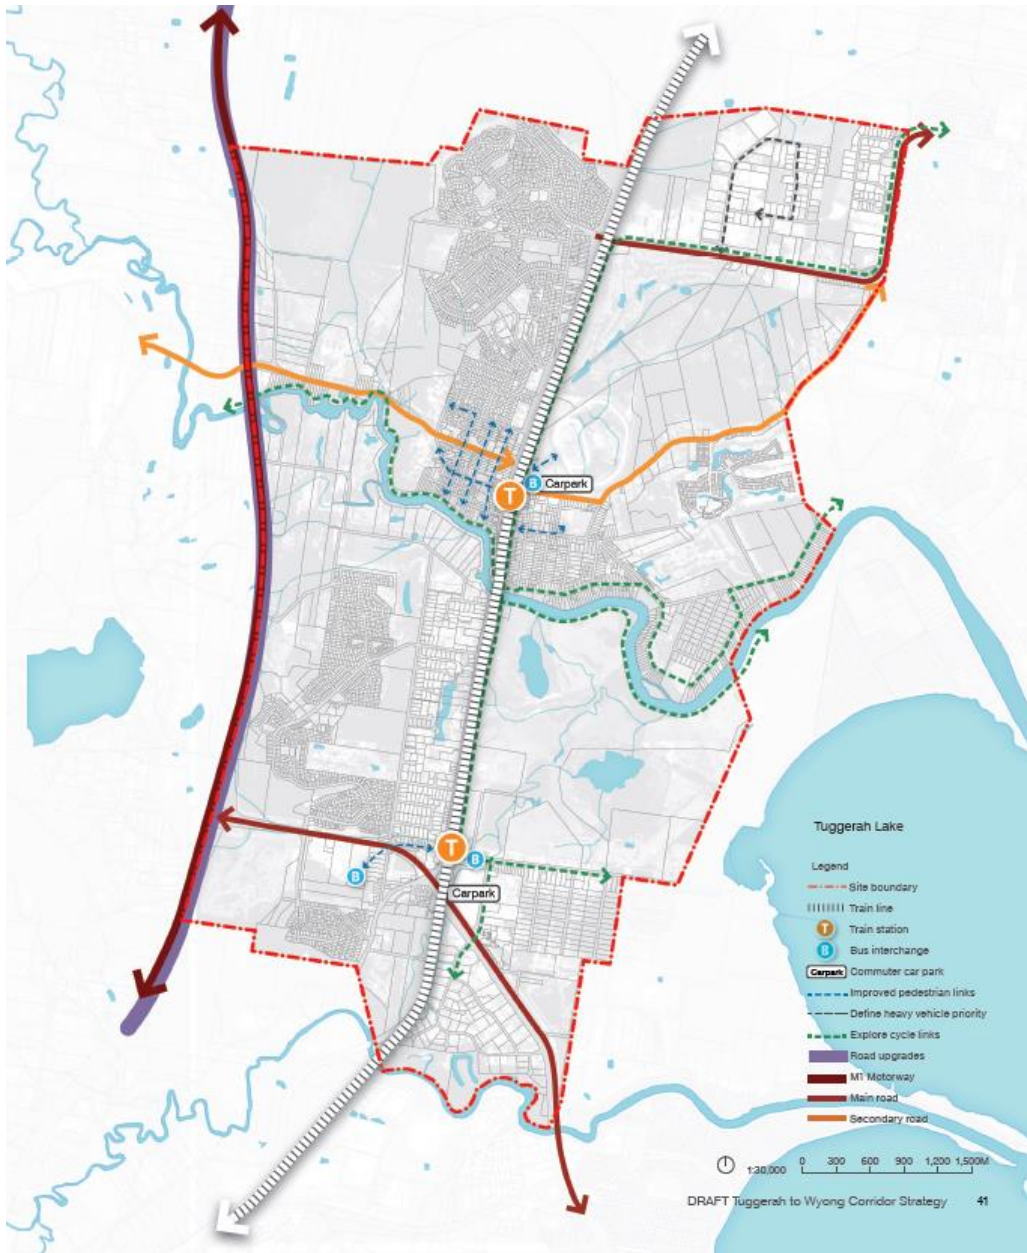 B Carpark
T
T
B
B
Carpark
Tuggerah Lake
Legend
Site boundary
Train line
T Train station
B Bus interchange
Carpark Commuter car park
Improved pedestrian links
Define heavy vehicle priority
Explore cycle links
Road upgrades
M1 Motorway
Main road
Secondary road
1:30,000 0 300 600 900 1,200 1,500M
DRAFT Tuggerah to Wyong Corridor Strategy 41